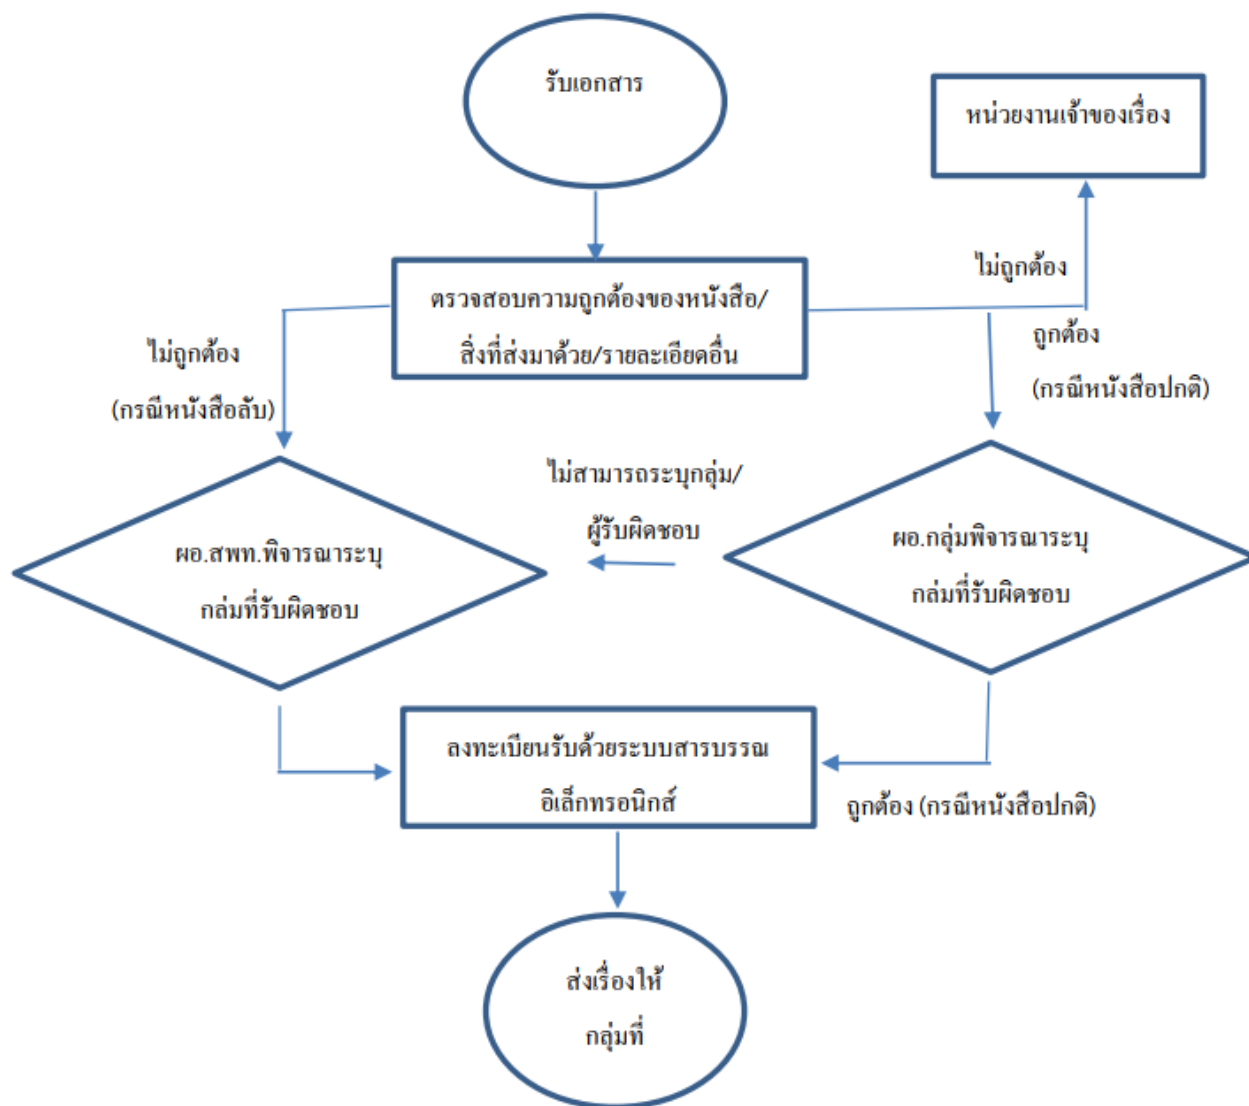 รับเอกสาร
หน่วยงานเจ้าของเรื่อง
ไม่ถูกต้อง
ตรวจสอบความถูกต้องของหนังสือ/
สิ่งที่ส่งมาด้วย/รายละเอียดอื่น
ถูกต้อง
(กรณีหนังสือปกติ)
ไม่ถูกต้อง
(กรณีหนังสือลับ)
ไม่สามารถระบุกลุ่ม/
ผู้รับผิดชอบ
ผอ.สพท.พิจารณาระบุ
กล่มที่รับผิดชอบ
ผอ.กลุ่มพิจารณาระบุ
กล่มที่รับผิดชอบ
ลงทะเบียนรับด้วยระบบสารบรรณ
อิเล็กทรอนิกส์
ถูกต้อง (กรณีหนังสือปกติ)
ส่งเรื่องให้
กลุ่มที่